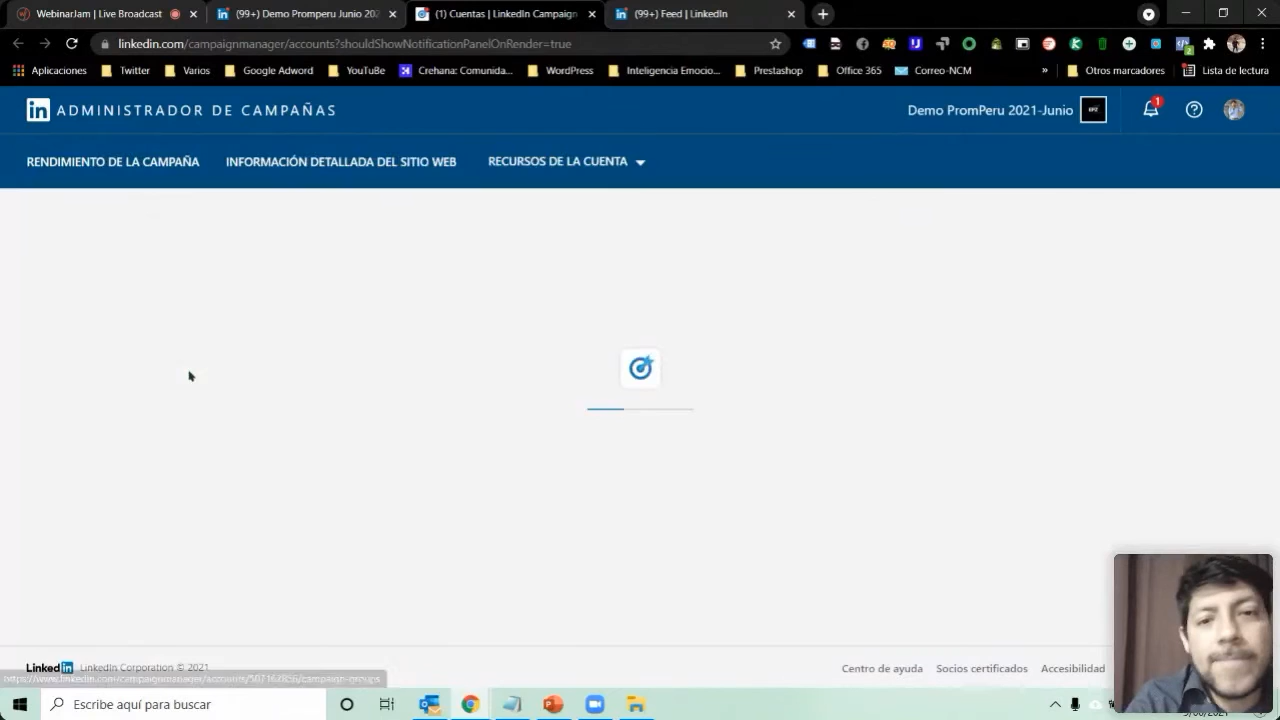 WebinarJam | Live Broadcast
(99+) Demo Promperu Junio 202
(1) Cuentas | LinkedIn Campaign
(99+) Feed | LinkedIn
linkedin.com/campaignmanager/accounts?shouldShowNotificationPanelOnRender=true
Aplicaciones
Twitter
Varios
Google Adword
YouTuBe
Crehana: Comunida...
WordPress
Inteligencia Emocio...
Prestashop
Office 365
Correo-NCM
»
Otros marcadores
Lista de lectura
in ADMINISTRADOR DE CAMPAÑAS
Demo PromPeru 2021-Junio
1
RENDIMIENTO DE LA CAMPAÑA
INFORMACIÓN DETALLADA DEL SITIO WEB
RECURSOS DE LA CUENTA
LinkedIn LinkedIn Corporation © 2021
Centro de ayuda
Socios certificados
Accesibilidad
Escribe aquí para buscar